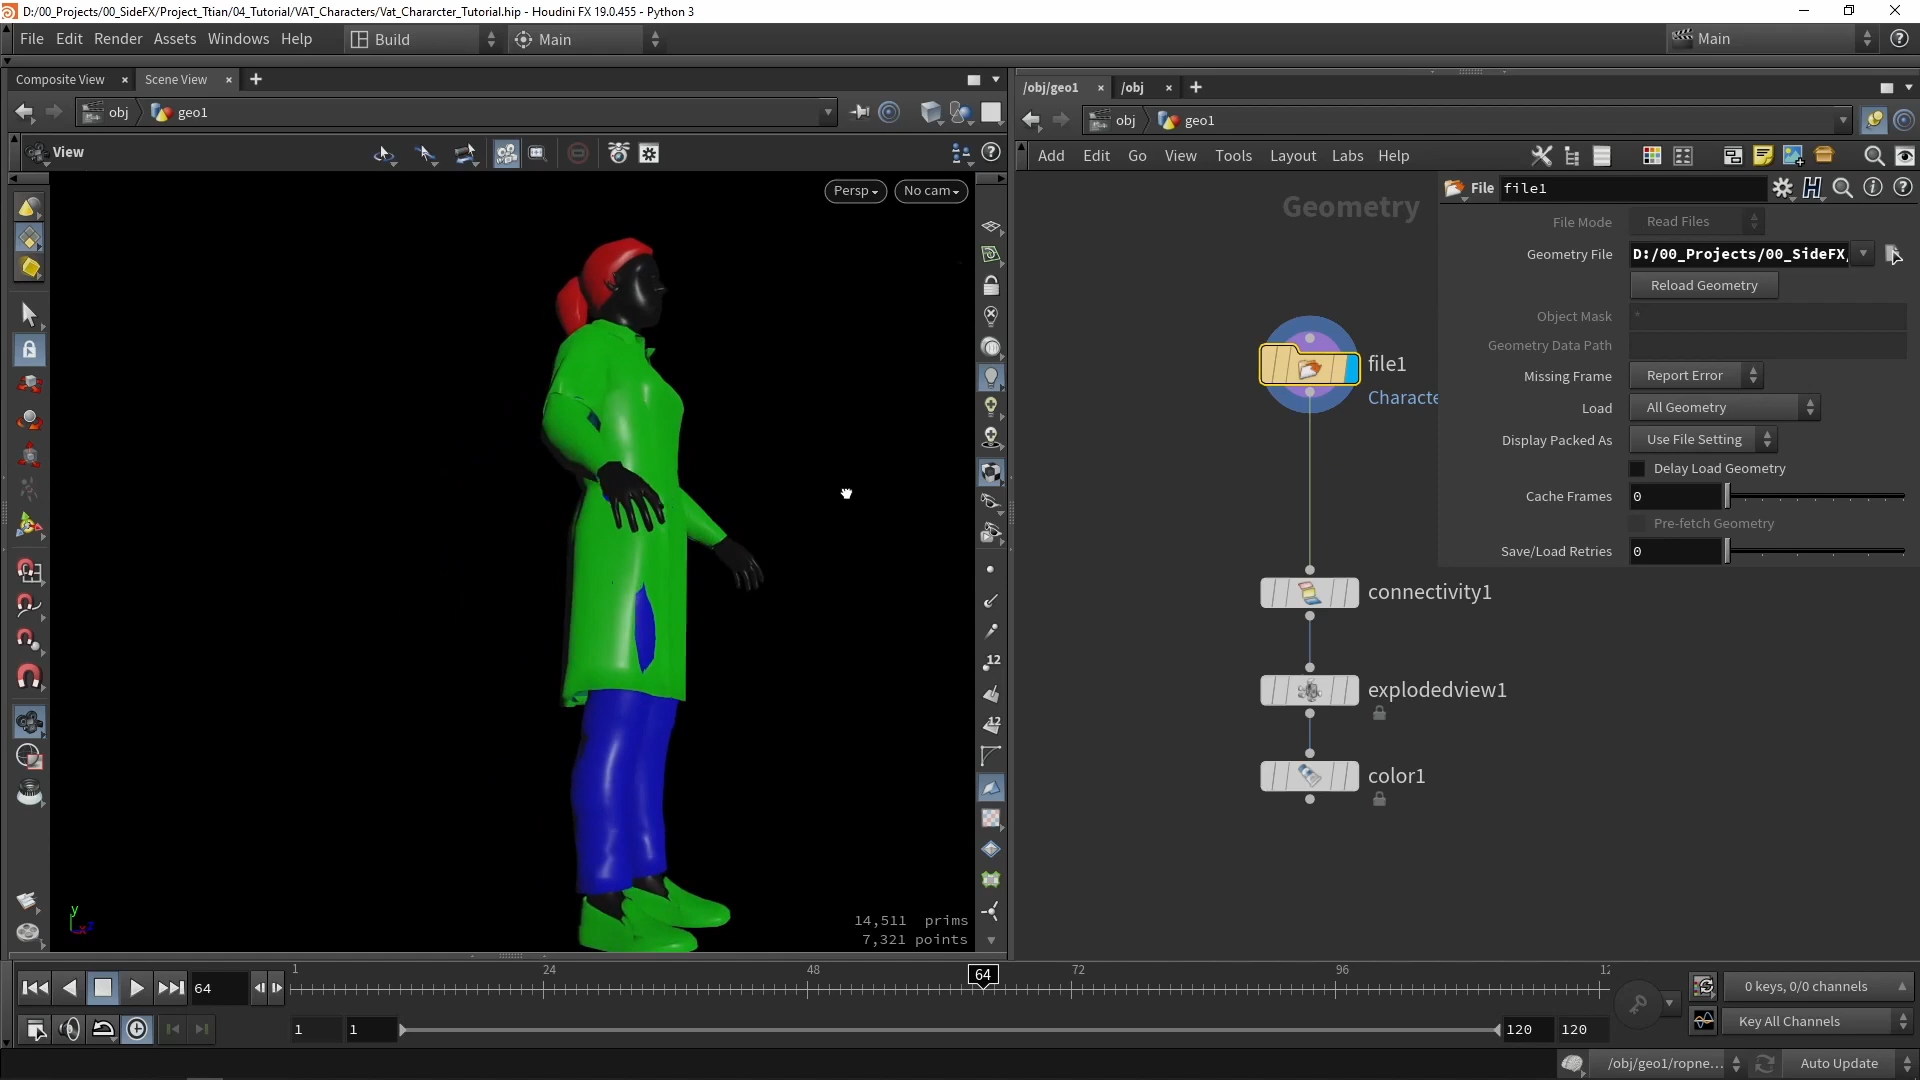 D:/00_Projects/00_SideFX/Project_Ttian/04_Tutorial/VAT_Characters/Vat_Chararcter_Tutorial.hip - Houdini FX 19.0.455 - Python 3
File Edit Render Assets Windows Help
Build
Main
Main
Composite View
Scene View
obj
geo1
View
Persp
No cam
14,511 prims
7,321 points
y
x
z
12
12
/obj/geo1
/obj
obj
geo1
Add Edit Go View Tools Layout Labs Help
Geometry
File file1
File Mode Read Files
Geometry File D:/00_Projects/00_SideFX
Reload Geometry
Object Mask *
Geometry Data Path
Missing Frame Report Error
Load All Geometry
Display Packed As Use File Setting
Delay Load Geometry
Cache Frames 0
Pre-fetch Geometry
Save/Load Retries 0
file1
Characte
connectivity1
explodedview1
color1
64
1 24 48 64 72 96 12
1 1 120 120
0 keys, 0/0 channels
Key All Channels
/obj/geo1/ropne...
Auto Update